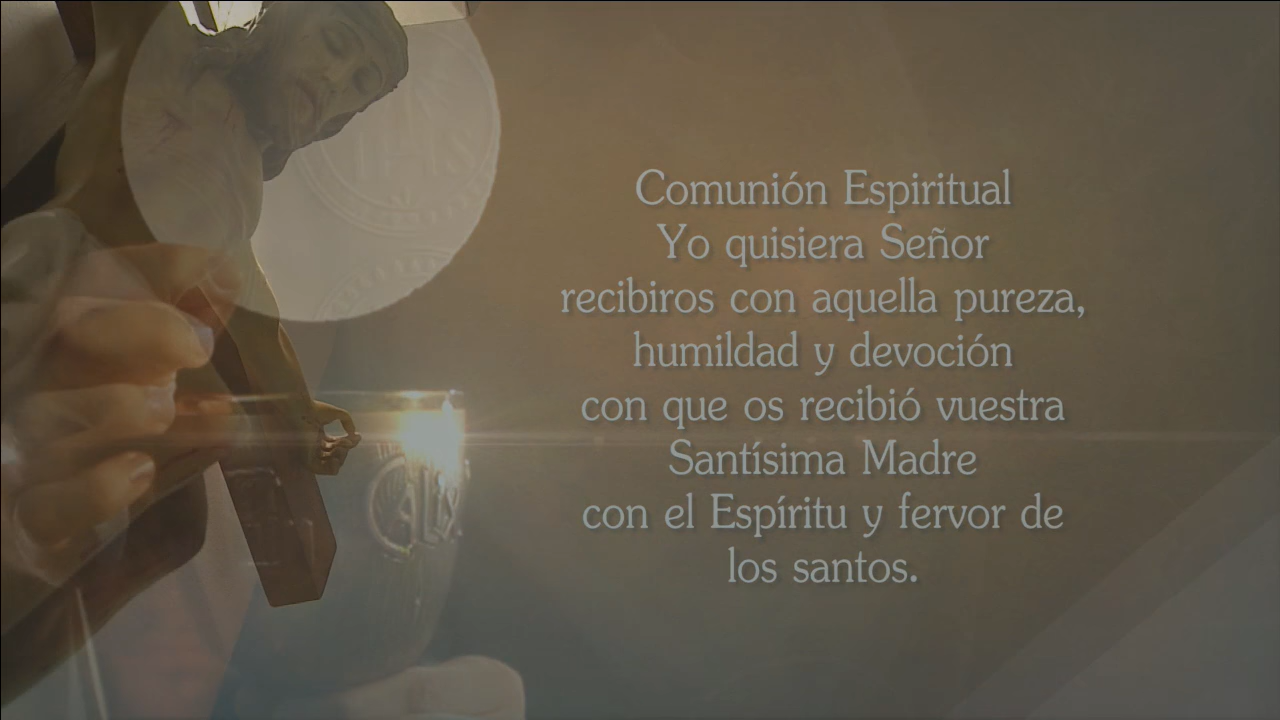 Comunión Espiritual
Yo quisiera Señor
recibiros con aquella pureza,
humildad y devoción
con que os recibió vuestra
Santísima Madre
con el Espíritu y fervor de
los santos.
IHS